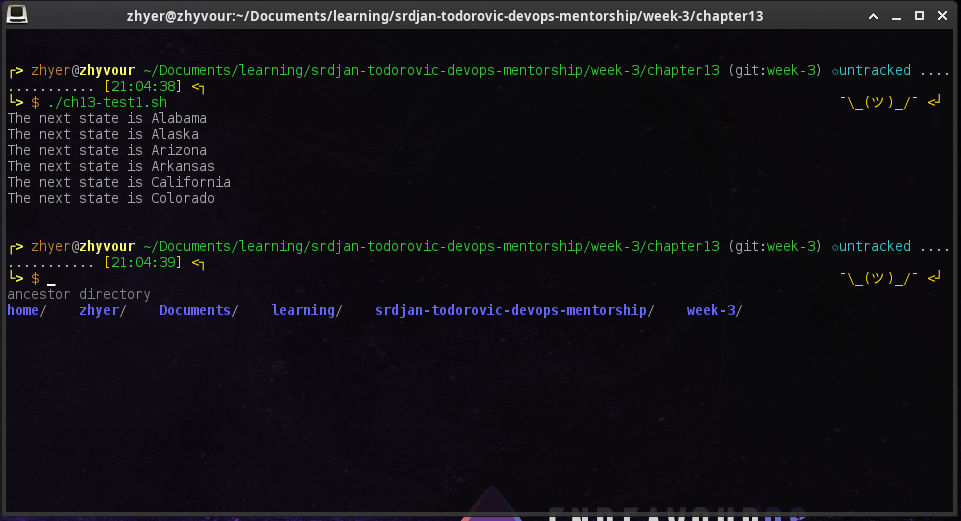 zhyer@zhyvour:~/Documents/learning/srdjan-todorovic-devops-mentorship/week-3/chapter13
┌> zhyer@zhyvour ~/Documents/learning/srdjan-todorovic-devops-mentorship/week-3/chapter13 (git:week-3) ✩untracked ....
........... [21:04:38] <┐
└> $ ./ch13-test1.sh ¯\_(ツ)_/¯ <┘
The next state is Alabama
The next state is Alaska
The next state is Arizona
The next state is Arkansas
The next state is California
The next state is Colorado
┌> zhyer@zhyvour ~/Documents/learning/srdjan-todorovic-devops-mentorship/week-3/chapter13 (git:week-3) ✩untracked ....
........... [21:04:39] <┐
└> $ _ ¯\_(ツ)_/¯ <┘
ancestor directory
home/ zhyer/ Documents/ learning/ srdjan-todorovic-devops-mentorship/ week-3/
ENDEAVOUROS